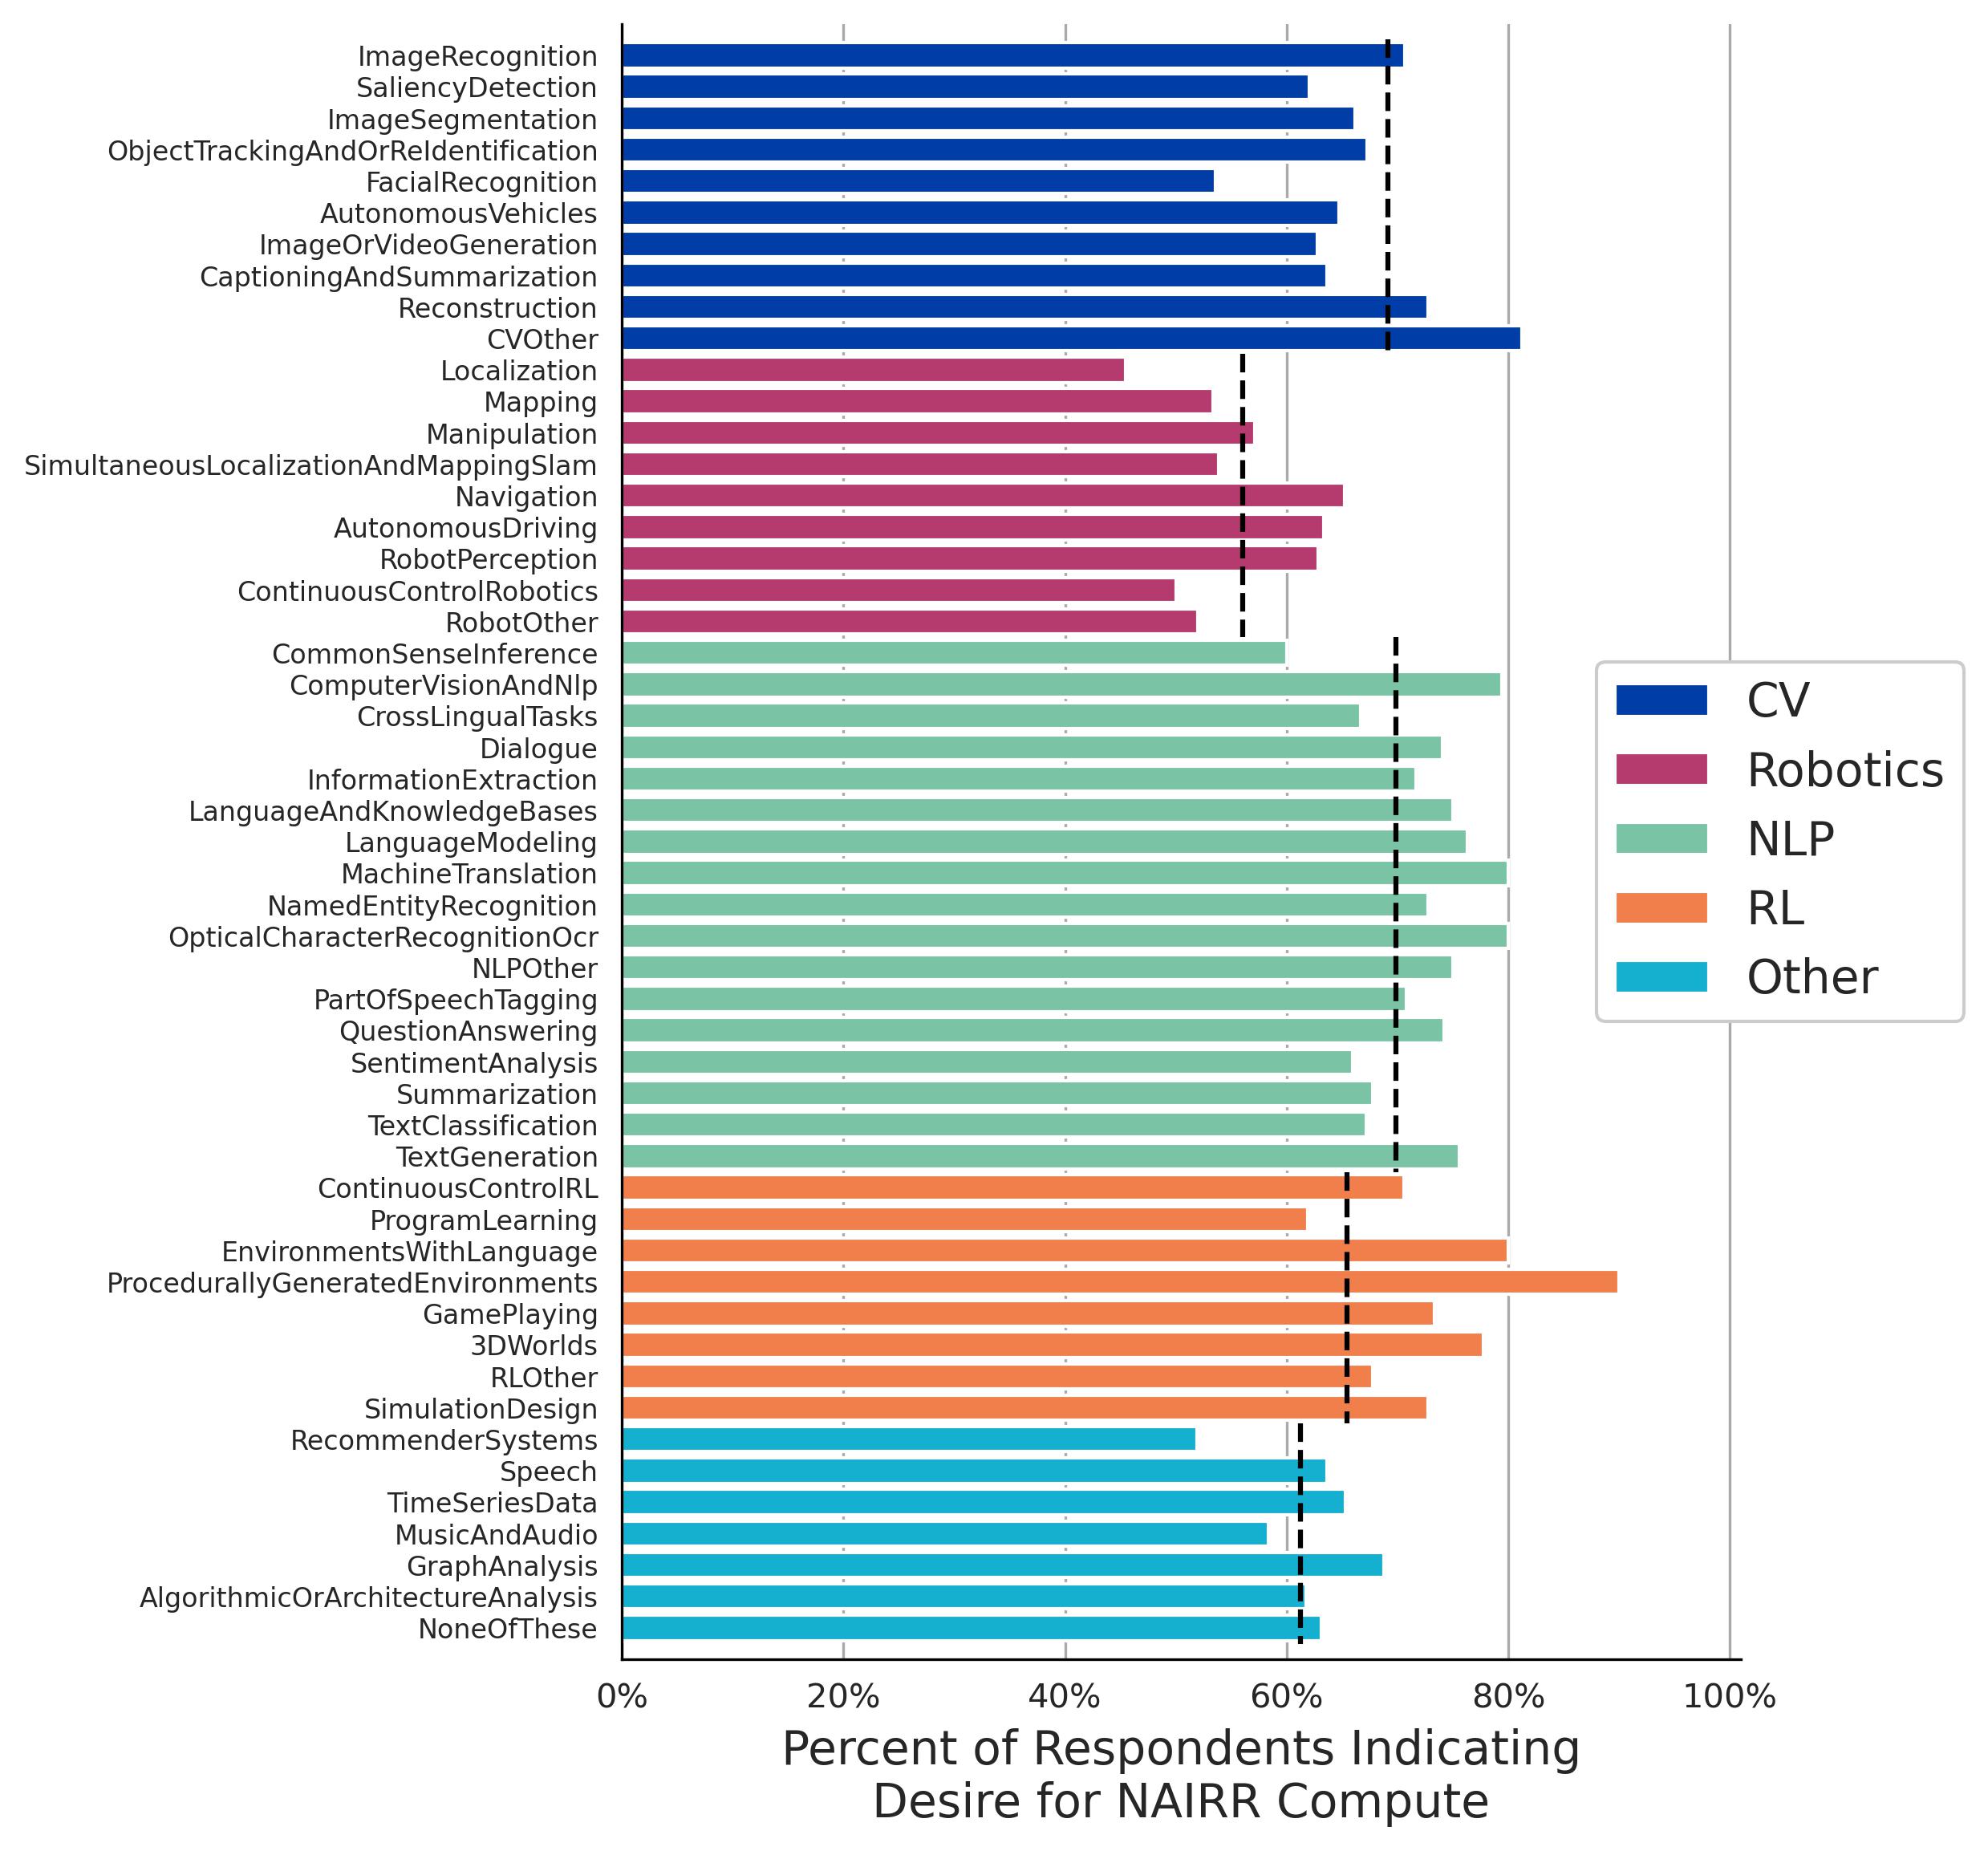 ImageRecognition
SaliencyDetection
ImageSegmentation
ObjectTrackingAndOrReIdentification
FacialRecognition
AutonomousVehicles
ImageOrVideoGeneration
CaptioningAndSummarization
Reconstruction
CVOther
Localization
Mapping
Manipulation
SimultaneousLocalizationAndMappingSlam
Navigation
AutonomousDriving
RobotPerception
ContinuousControlRobotics
RobotOther
CommonSenseInference
ComputerVisionAndNlp
CrossLingualTasks
Dialogue
InformationExtraction
LanguageAndKnowledgeBases
LanguageModeling
MachineTranslation
NamedEntityRecognition
OpticalCharacterRecognitionOcr
NLPOther
PartOfSpeechTagging
QuestionAnswering
SentimentAnalysis
Summarization
TextClassification
TextGeneration
ContinuousControlRL
ProgramLearning
EnvironmentsWithLanguage
ProcedurallyGeneratedEnvironments
GamePlaying
3DWorlds
RLOther
SimulationDesign
RecommenderSystems
Speech
TimeSeriesData
MusicAndAudio
GraphAnalysis
AlgorithmicOrArchitectureAnalysis
NoneOfThese
0% 20% 40% 60% 80% 100%
Percent of Respondents Indicating
Desire for NAIRR Compute
CV
Robotics
NLP
RL
Other